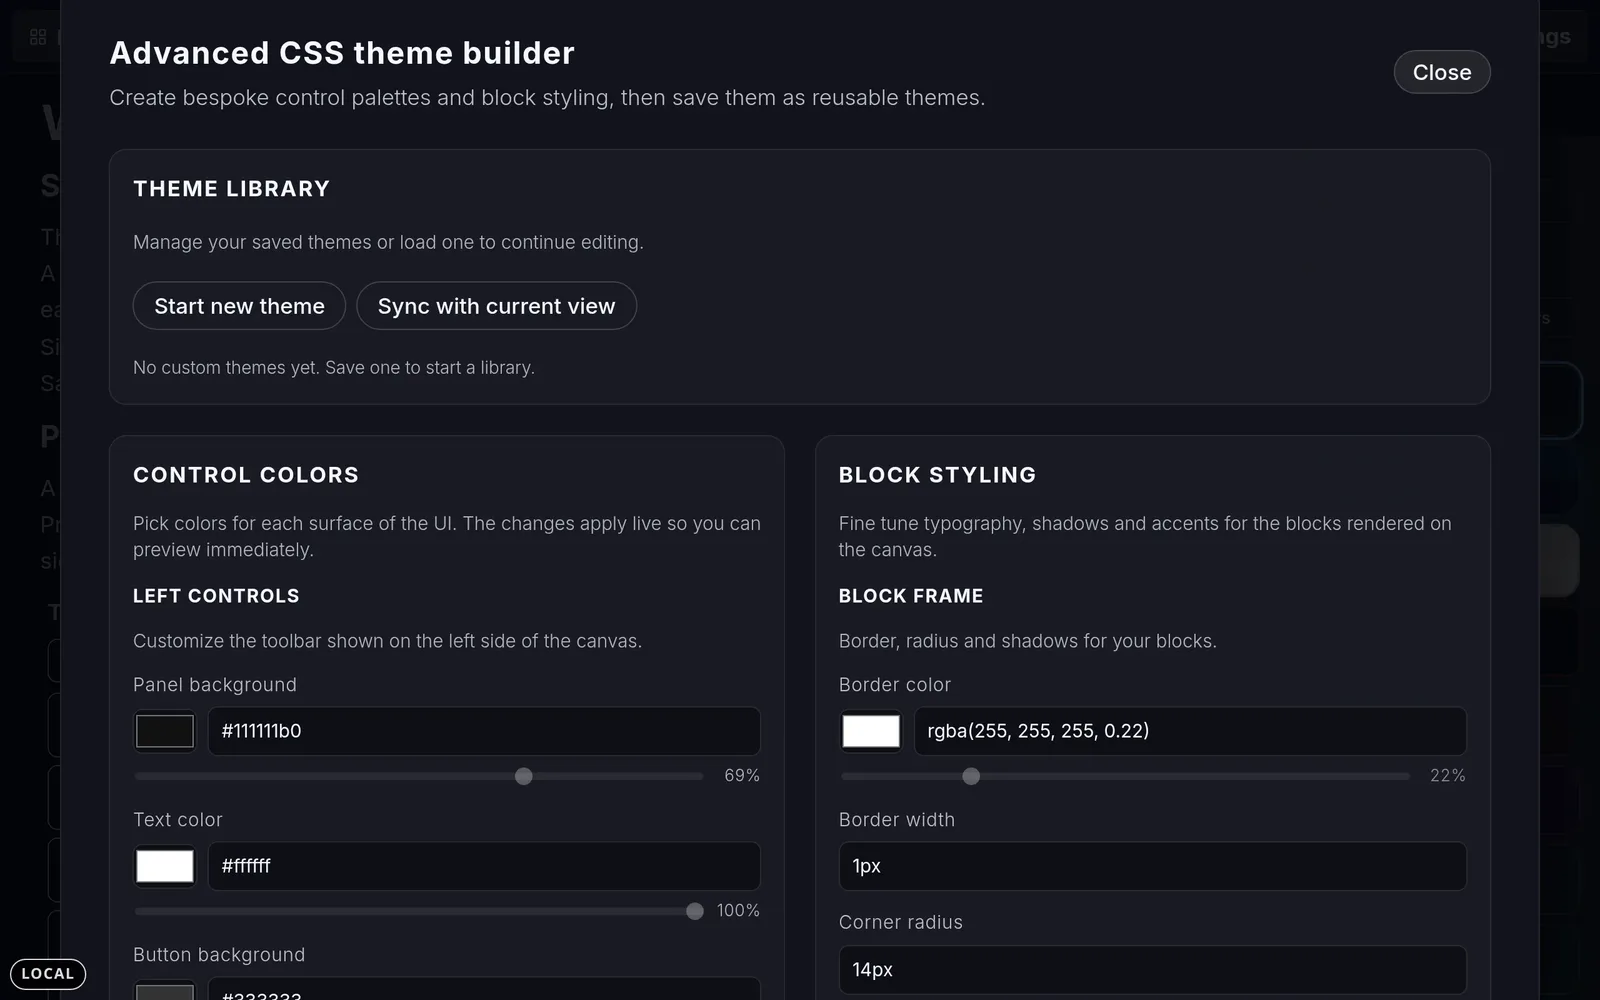 Advanced CSS theme builder
Create bespoke control palettes and block styling, then save them as reusable themes.
Close
THEME LIBRARY
Manage your saved themes or load one to continue editing.
Start new theme
Sync with current view
No custom themes yet. Save one to start a library.
CONTROL COLORS
Pick colors for each surface of the UI. The changes apply live so you can
preview immediately.
LEFT CONTROLS
Customize the toolbar shown on the left side of the canvas.
Panel background
#111111b0
69%
Text color
#ffffff
100%
Button background
#333333
BLOCK STYLING
Fine tune typography, shadows and accents for the blocks rendered on
the canvas.
BLOCK FRAME
Border, radius and shadows for your blocks.
Border color
rgba(255, 255, 255, 0.22)
22%
Border width
1px
Corner radius
14px
LOCAL